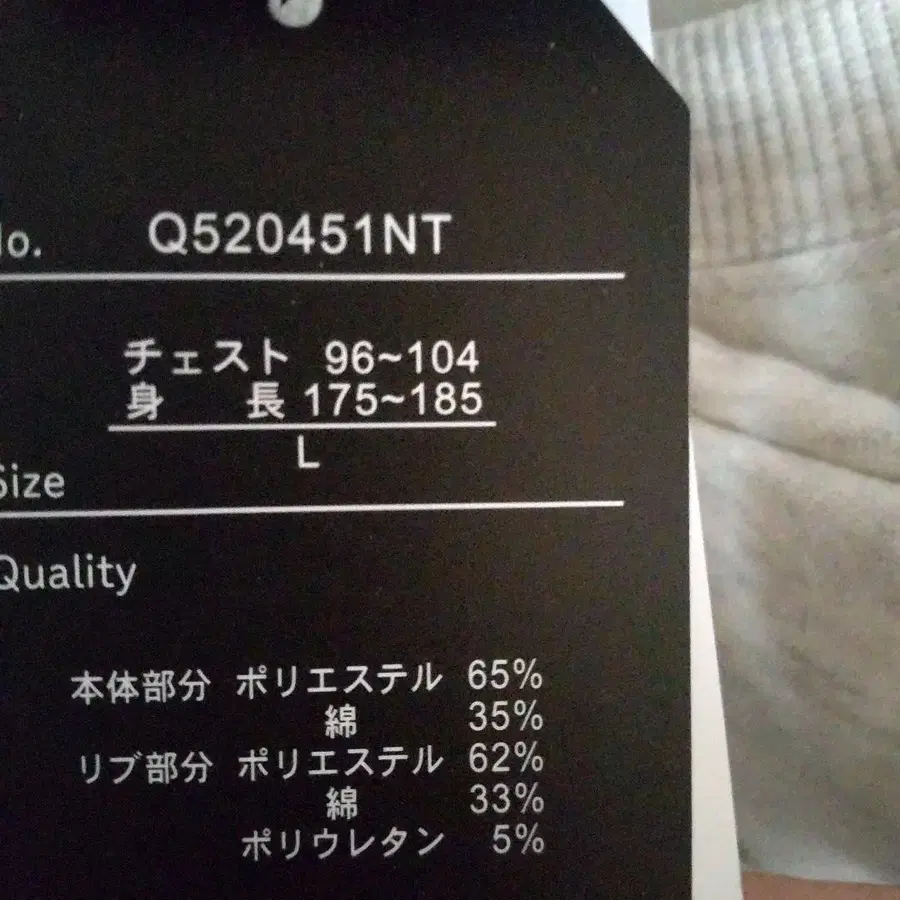 No. Q520451NT
チェスト 96~104
身 長 175~185
L
Size
Quality
本体部分 ポリエステル 65%
綿 35%
リブ部分 ポリエステル 62%
綿 33%
ポリウレタン 5%